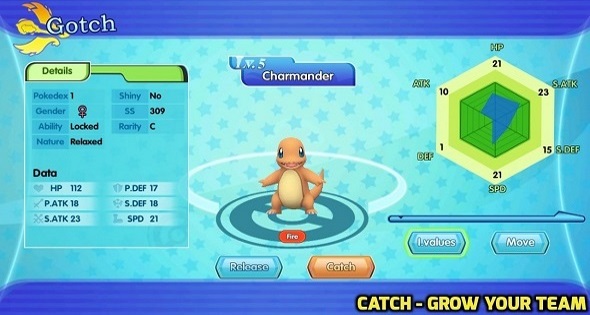 Gotch
Details
Pokedex 1 Shiny No
Gender SS 309
Ability Locked Rarity C
Nature Relaxed
Data
HP 112 P.DEF 17
P.ATK 18 S.DEF 18
S.ATK 23 SPD 21
Lv. 5
Charmander
Fire
Release Catch
HP
21
ATK
10
S.ATK
23
DEF
1
S.DEF
15
21
SPD
I values Move
CATCH - GROW YOUR TEAM